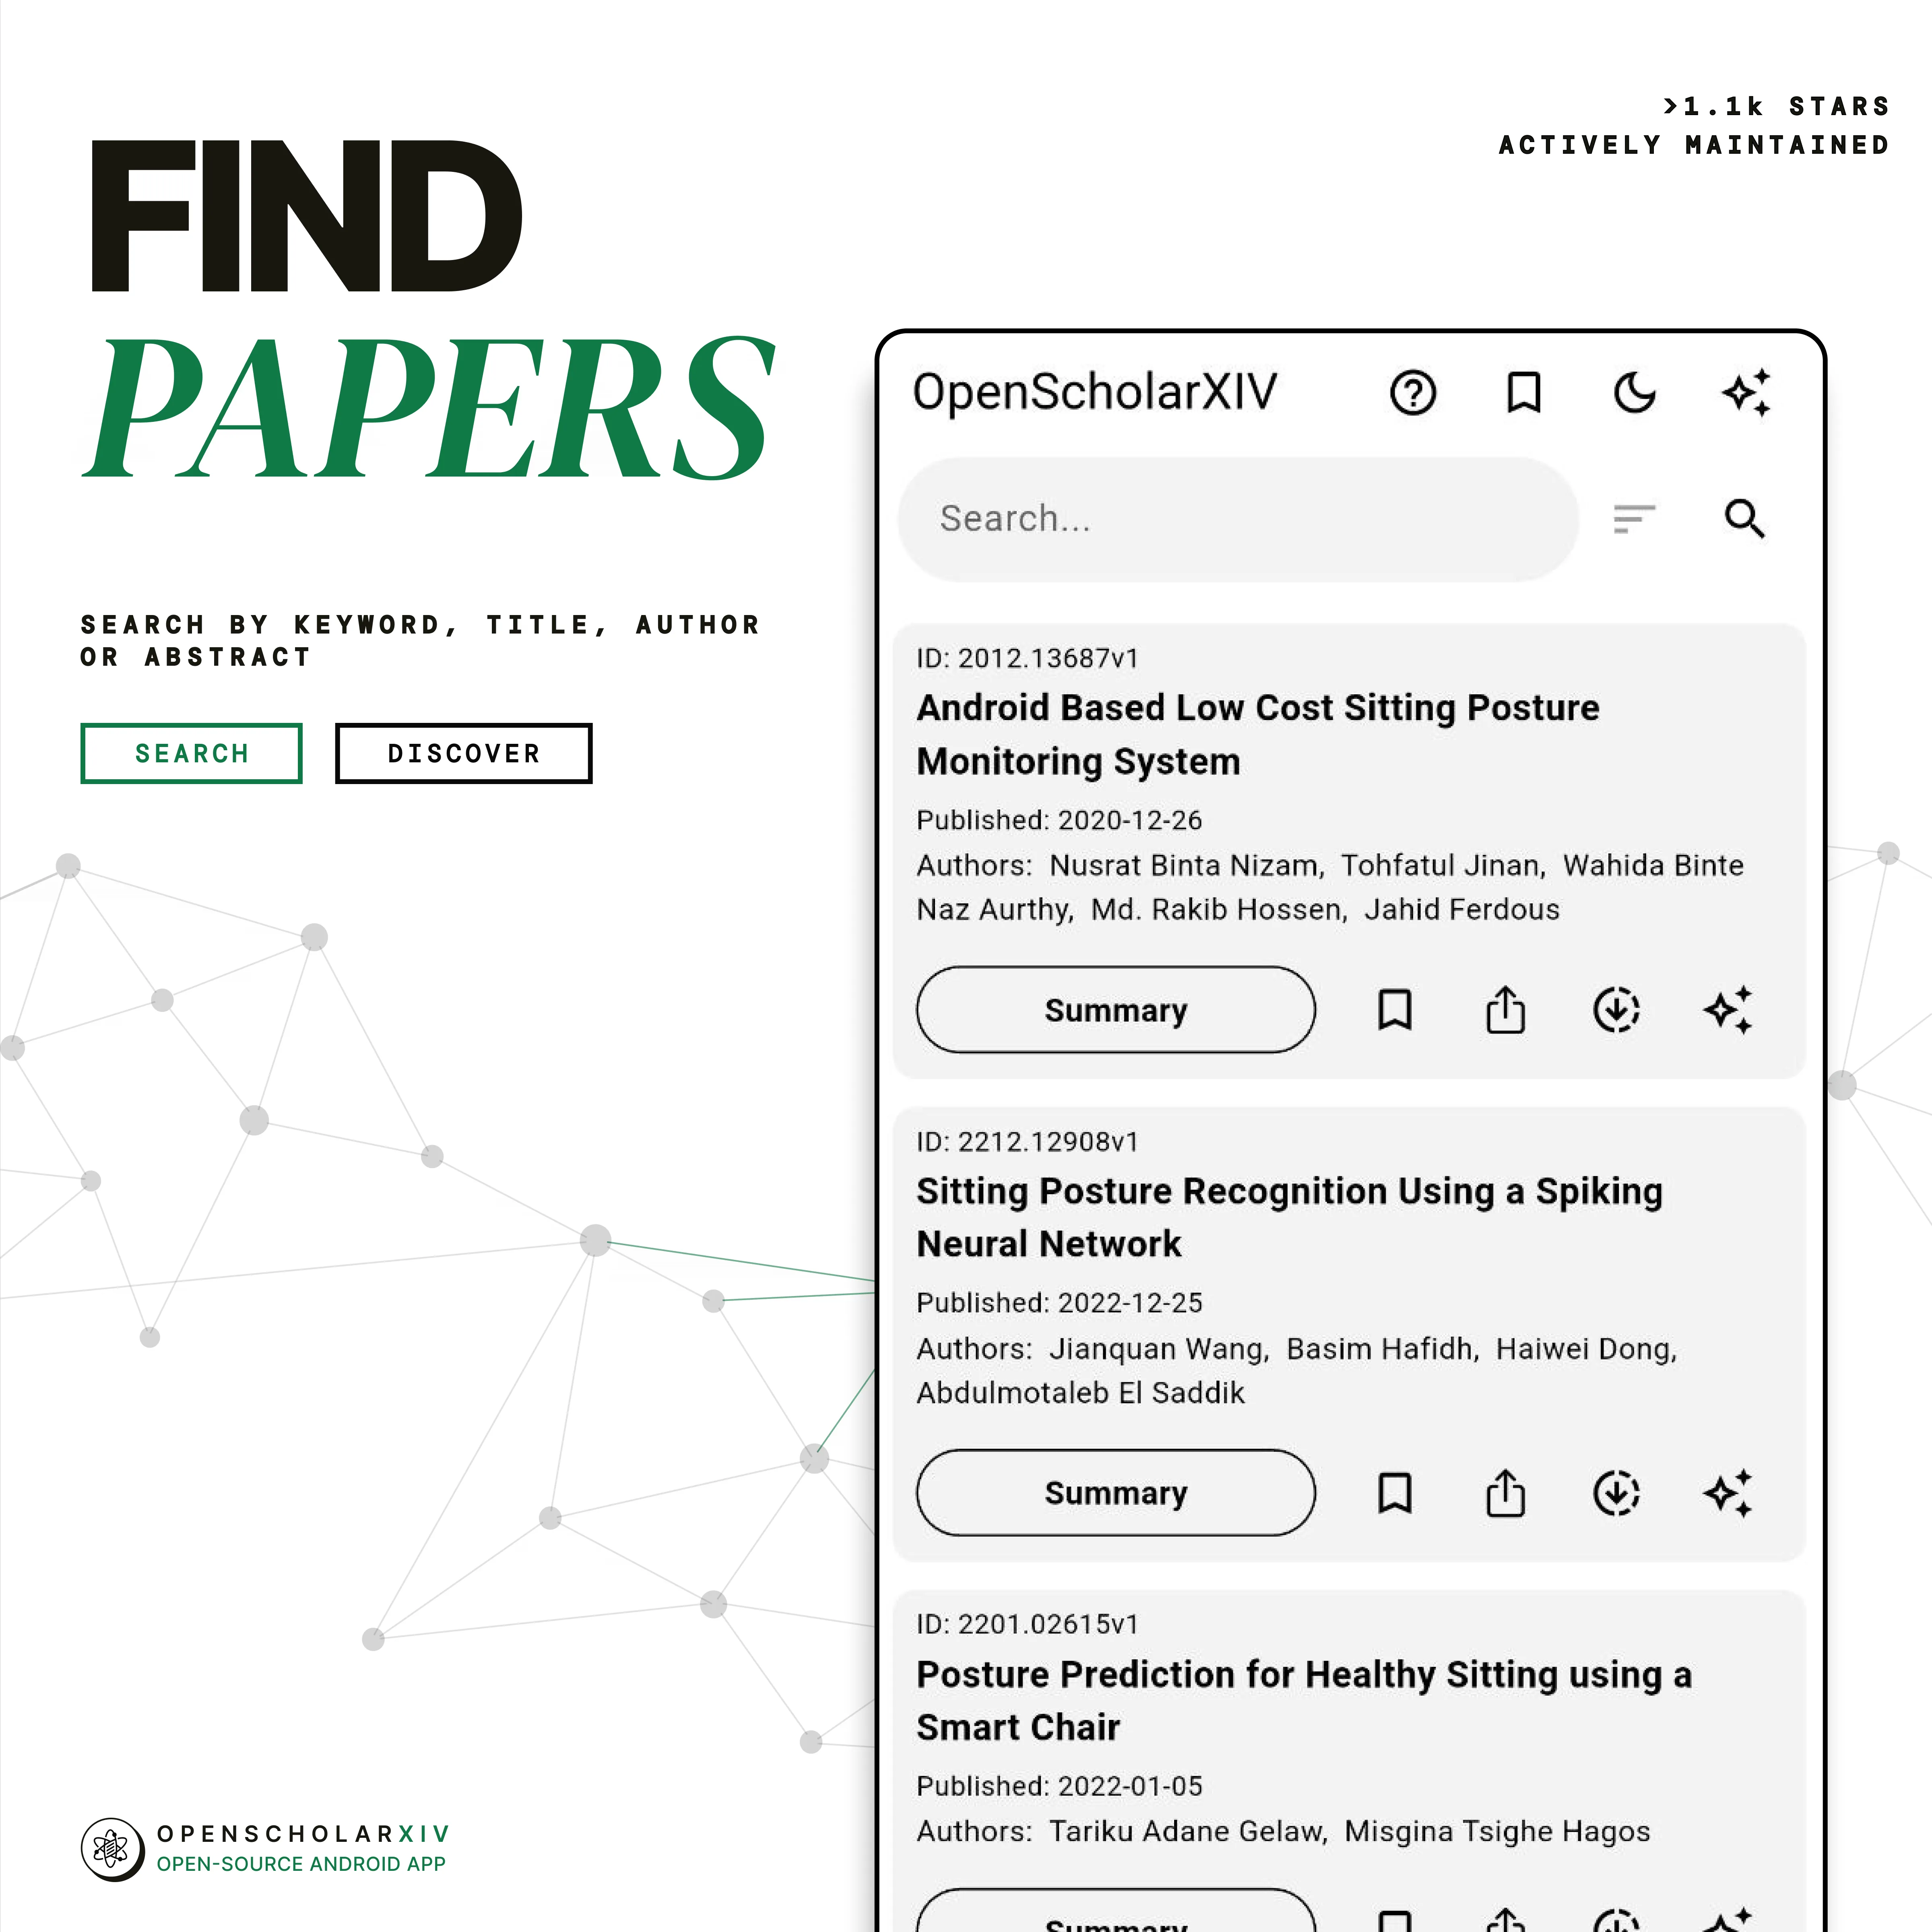 FIND
PAPERS
SEARCH BY KEYWORD, TITLE, AUTHOR
OR ABSTRACT
SEARCH
DISCOVER
>1.1k STARS
ACTIVELY MAINTAINED
OpenScholarXIV
Search...
ID: 2012.13687v1
Android Based Low Cost Sitting Posture
Monitoring System
Published: 2020-12-26
Authors: Nusrat Binta Nizam, Tohfatul Jinan, Wahida Binte
Naz Aurthy, Md. Rakib Hossen, Jahid Ferdous
Summary
ID: 2212.12908v1
Sitting Posture Recognition Using a Spiking
Neural Network
Published: 2022-12-25
Authors: Jianquan Wang, Basim Hafidh, Haiwei Dong,
Abdulmotaleb El Saddik
Summary
ID: 2201.02615v1
Posture Prediction for Healthy Sitting using a
Smart Chair
Published: 2022-01-05
Authors: Tariku Adane Gelaw, Misgina Tsighe Hagos
Summary
OPENSCHOLARXIV
OPEN-SOURCE ANDROID APP